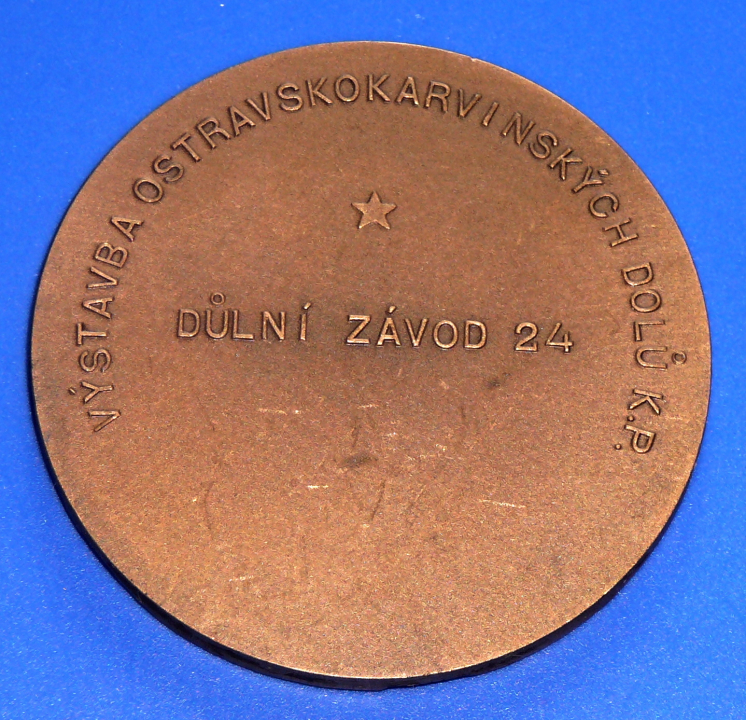 VÝSTAVBA OSTRAVSKOKARVINSKÝCH DOLŮ K.P.
DŮLNÍ ZÁVOD 24